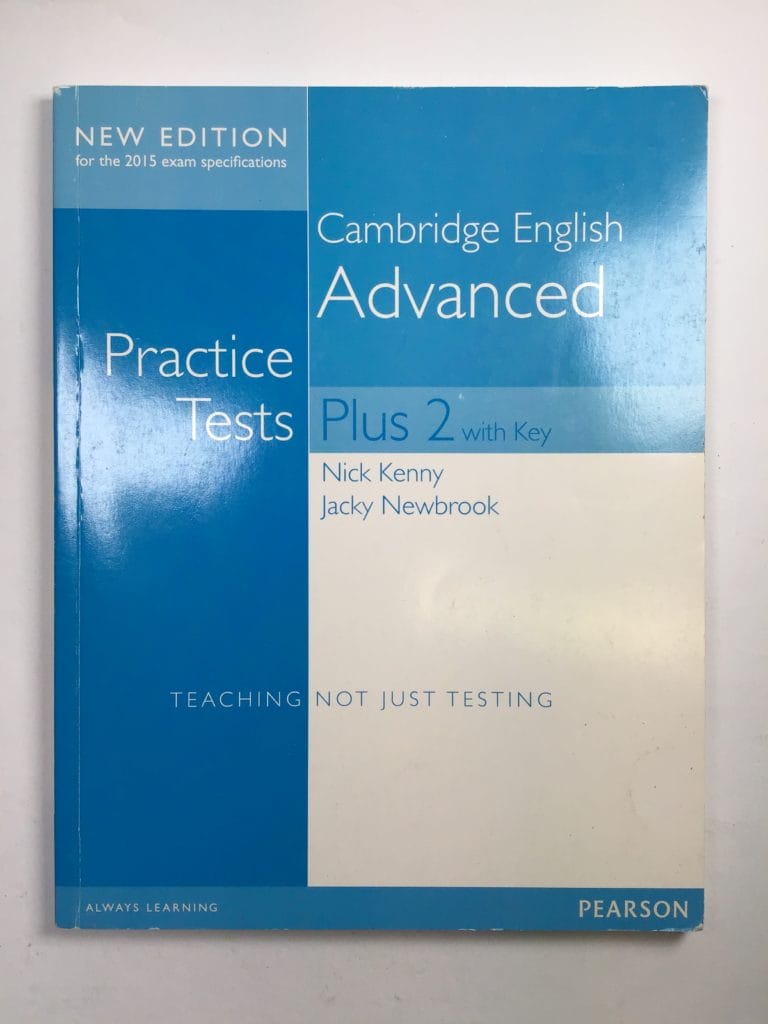 NEW EDITION
for the 2015 exam specifications
Cambridge English
Advanced
Practice
Tests
Plus 2 with Key
Nick Kenny
Jacky Newbrook
TEACHING NOT JUST TESTING
ALWAYS LEARNING
PEARSON